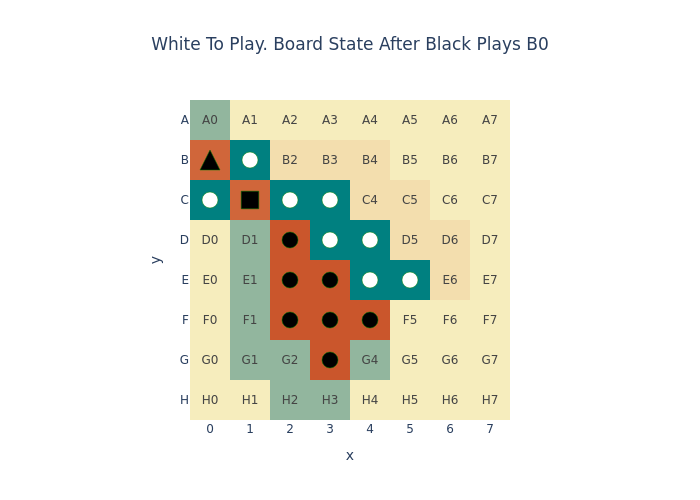 White To Play. Board State After Black Plays B0
A A0 A1 A2 A3 A4 A5 A6 A7
B B2 B3 B4 B5 B6 B7
C C4 C5 C6 C7
D D0 D1 D5 D6 D7
y
E E0 E1 E6 E7
F F0 F1 F5 F6 F7
G G0 G1 G2 G4 G5 G6 G7
H H0 H1 H2 H3 H4 H5 H6 H7
0 1 2 3 4 5 6 7
x